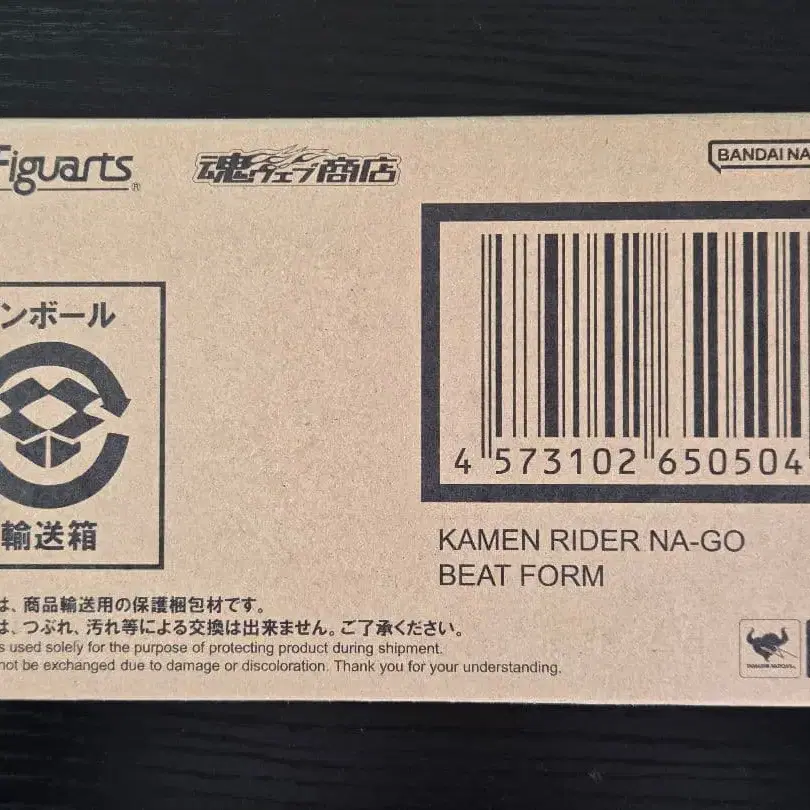 Figuarts®
魂ウェブ商店
BANDAI NA
ンボール
輸送箱
4 573102 650504
KAMEN RIDER NA-GO
BEAT FORM
は、商品輸送用の保護梱包材です。
は、つぶれ、汚れ等による交換は出来ません。ご了承ください。
s used solely for the purpose of protecting product during shipment.
not be exchanged due to damage or discoloration. Thank you for your understanding.